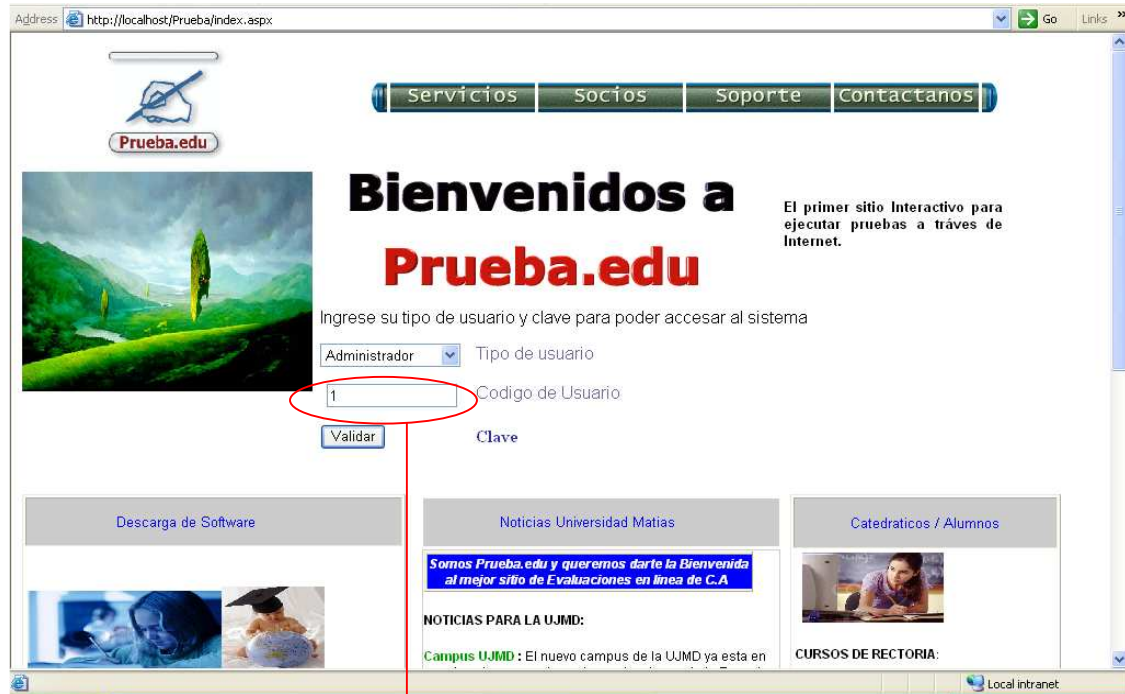 Address http://localhost/Prueba/index.aspx Go Links »
Servicios Socios Soporte Contactanos
Prueba.edu
Bienvenidos a
Prueba.edu
El primer sitio Interactivo para
ejecutar pruebas a tráves de
Internet.
Ingrese su tipo de usuario y clave para poder accesar al sistema
Administrador Tipo de usuario
1 Codigo de Usuario
Validar Clave
Descarga de Software
Noticias Universidad Matias
Somos Prueba.edu y queremos darte la Bienvenida
al mejor sitio de Evaluaciones en linea de C.A
NOTICIAS PARA LA UJMD:
Campus UJMD : El nuevo campus de la UJMD ya esta en
Catedraticos / Alumnos
CURSOS DE RECTORIA:
Local intranet